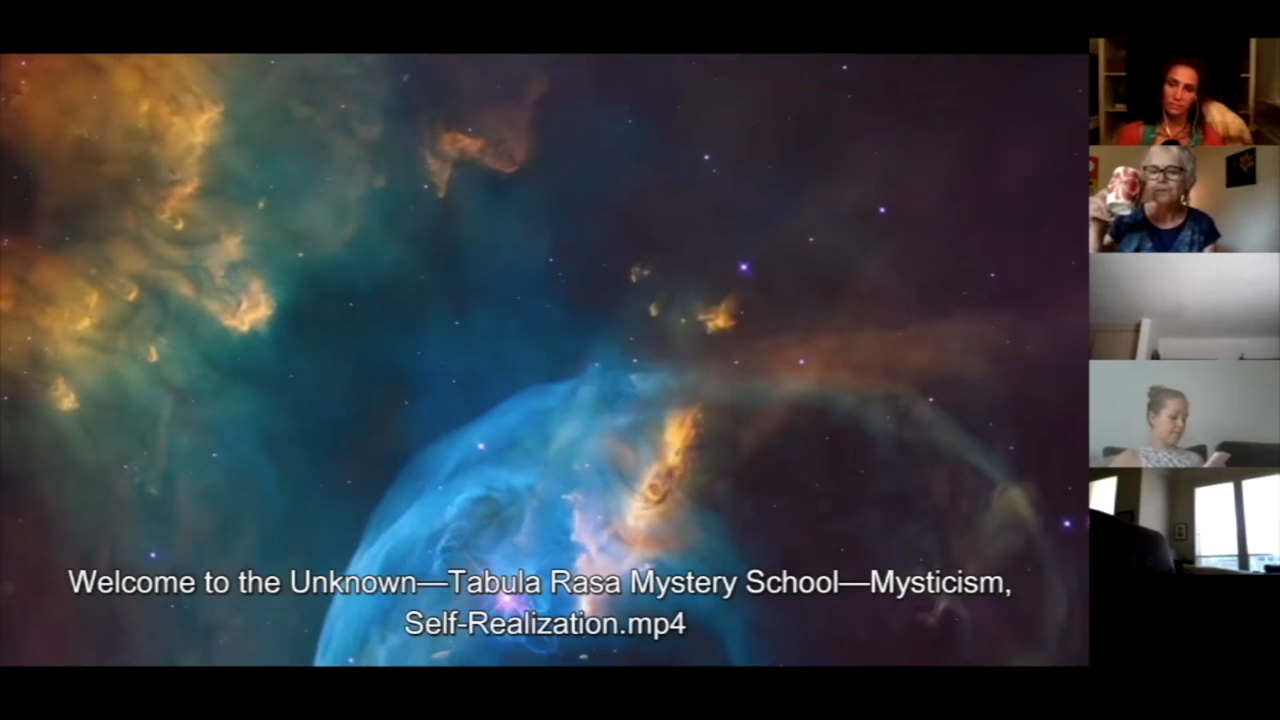 Welcome to the Unknown—Tabula Rasa Mystery School—Mysticism,
Self-Realization.mp4